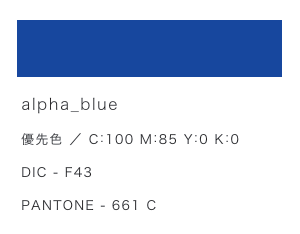 alpha_blue
優先色 ／ C:100 M:85 Y:0 K:0
DIC - F43
PANTONE - 661 C